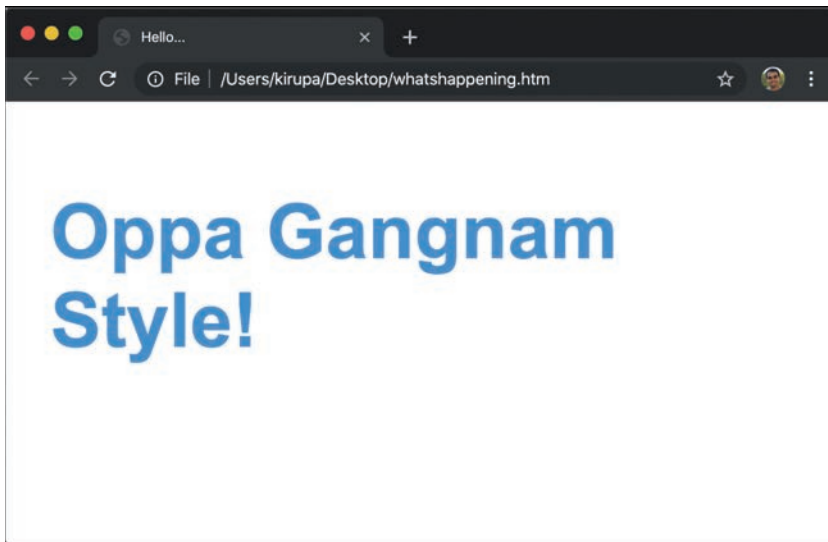 Hello...
File | /Users/kirupa/Desktop/whatshappening.htm
Oppa Gangnam
Style!